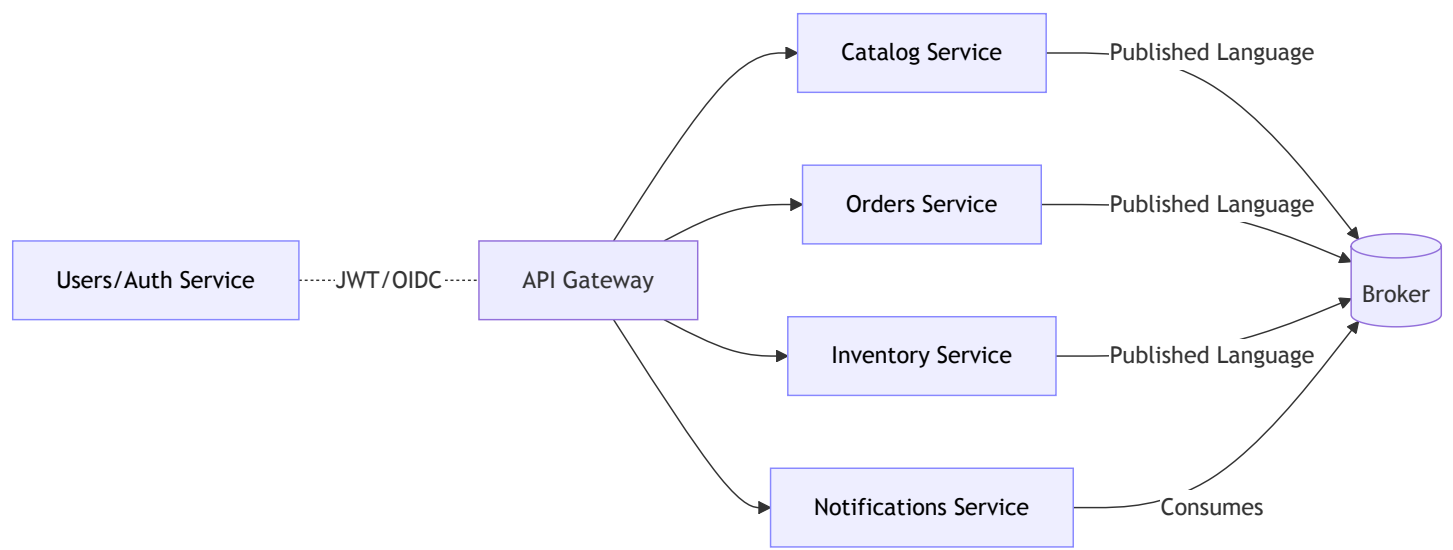 Catalog Service
Published Language
Orders Service
Published Language
Users/Auth Service
JWT/OIDC
API Gateway
Broker
Inventory Service
Published Language
Notifications Service
Consumes